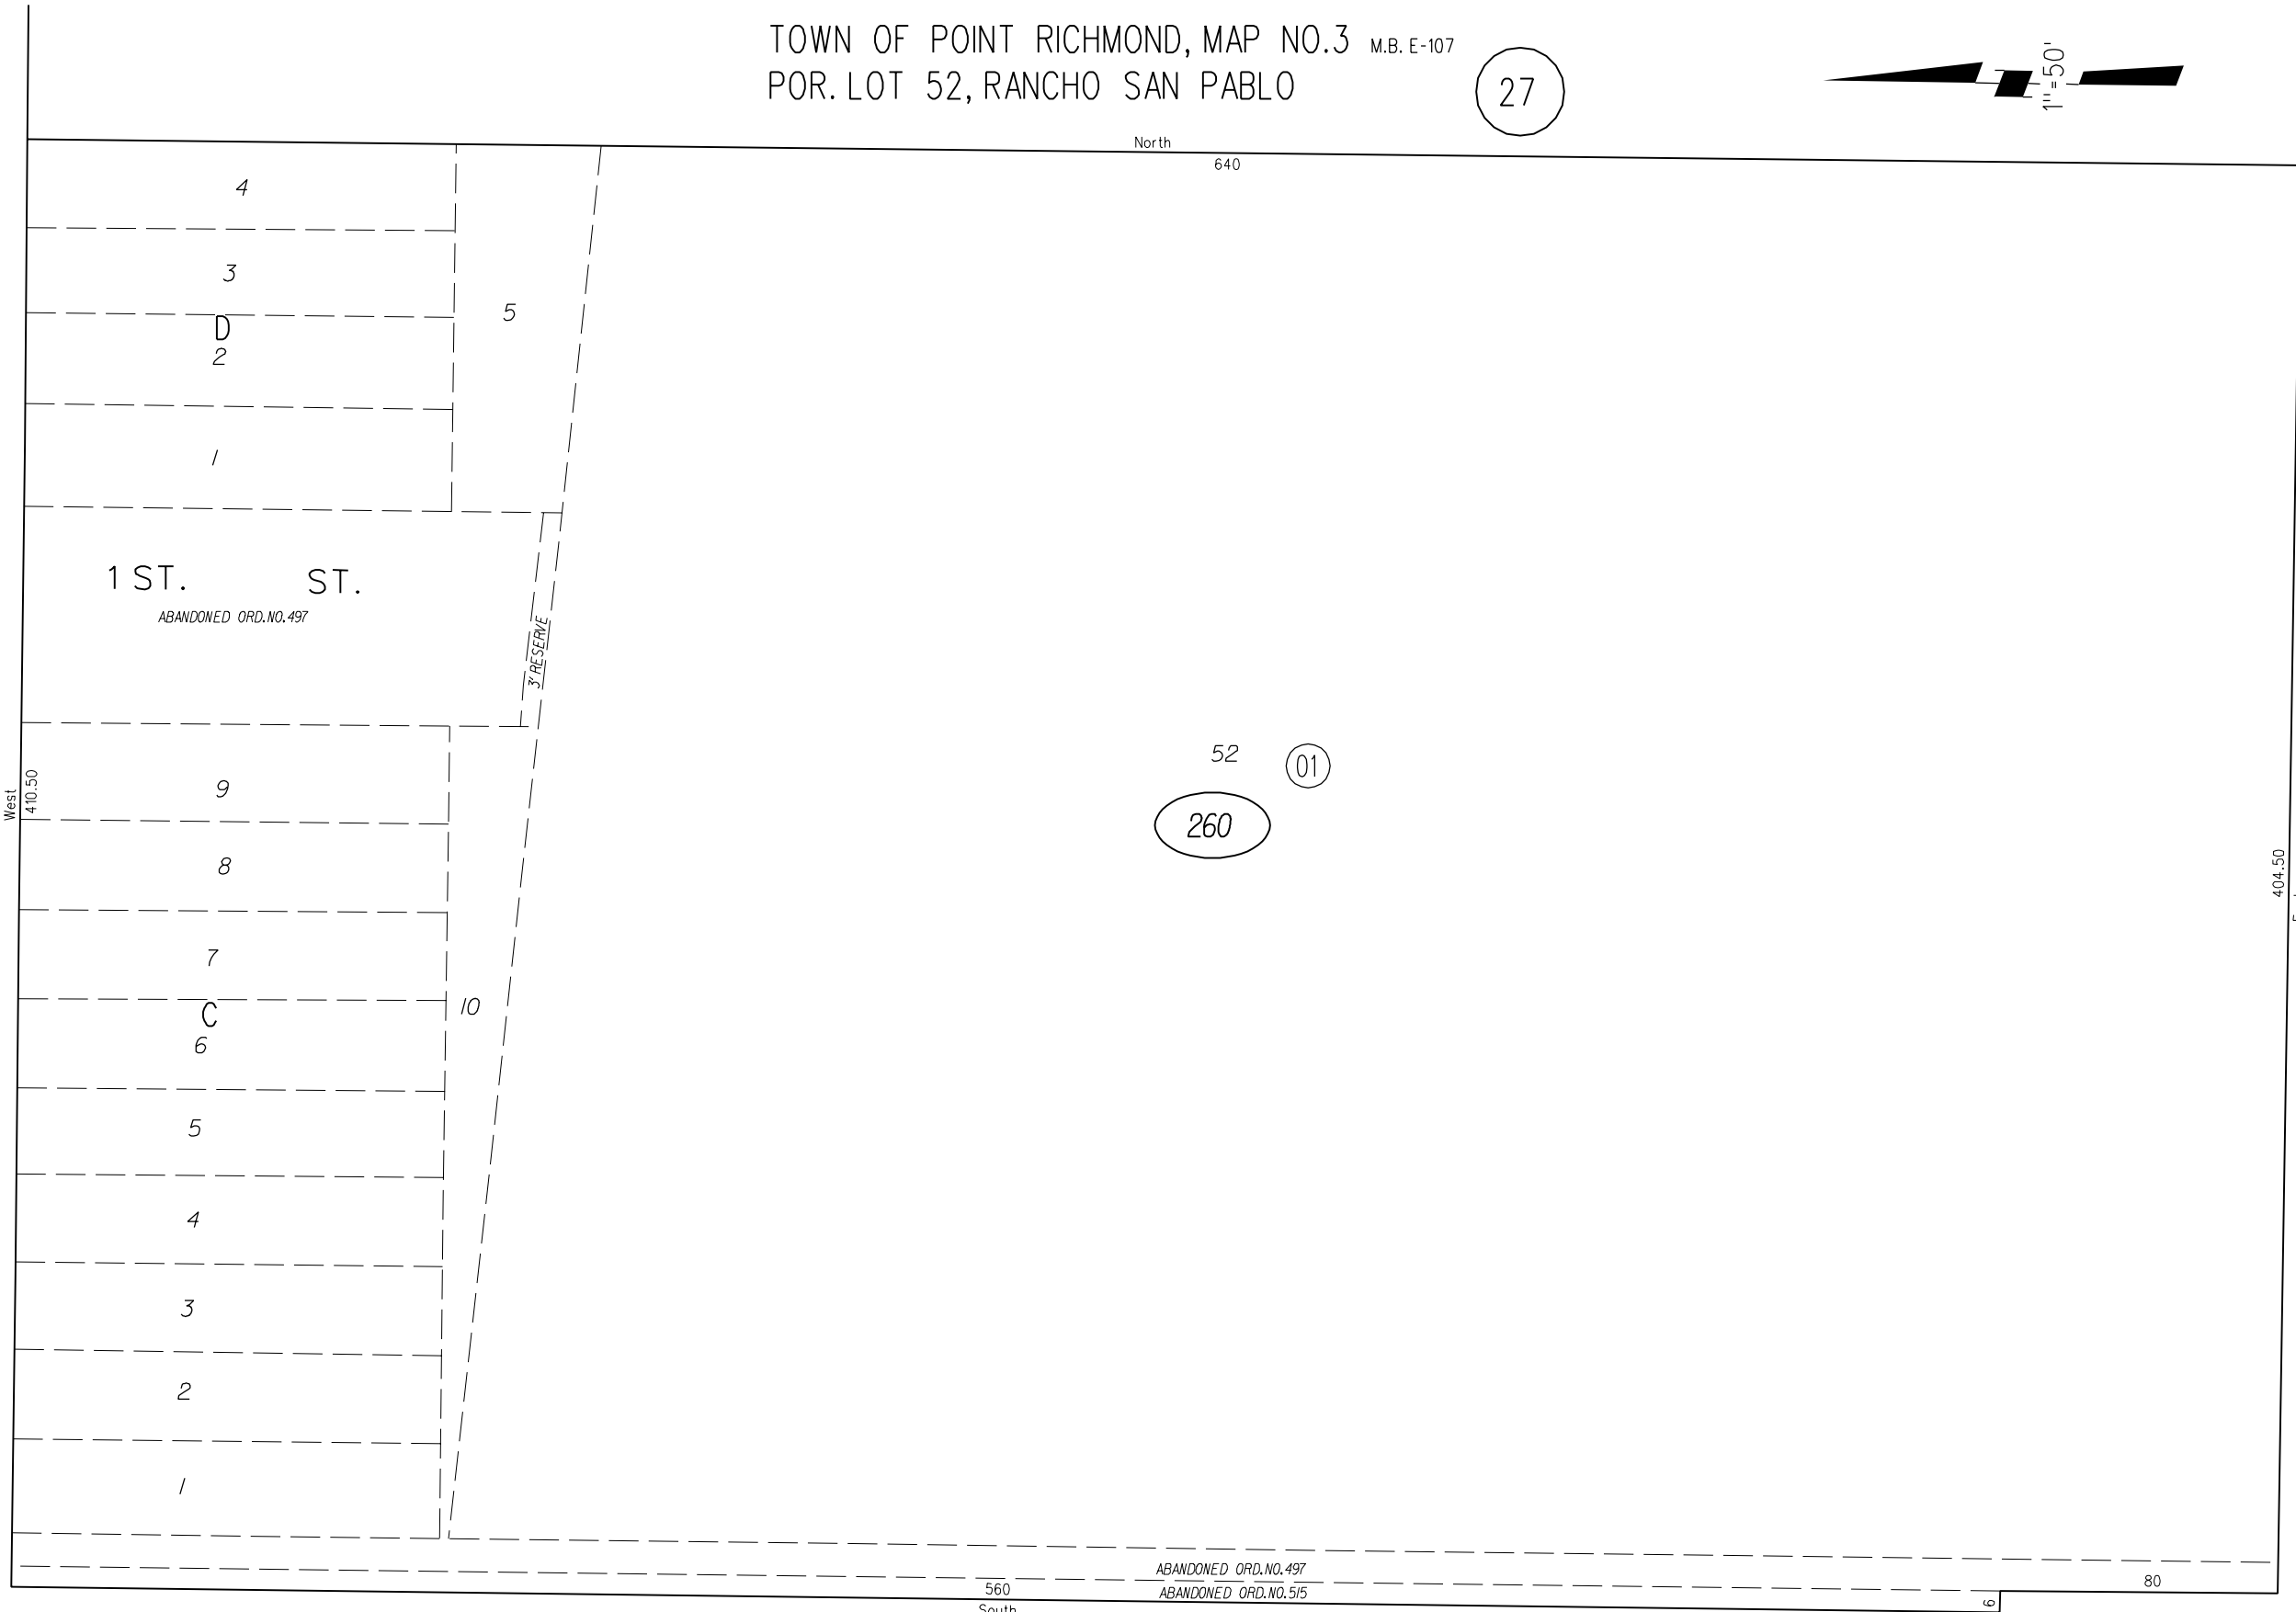 TOWN OF POINT RICHMOND, MAP NO.3 M.B. E-107
POR. LOT 52, RANCHO SAN PABLO
27
1"=50'
North
640
4
3
D
2
1
5
1 ST. ST.
ABANDONED ORD.NO.497
3' RESERVE
West
410.50
9
8
7
C
6
5
4
3
2
1
10
52
01
260
404.50
ABANDONED ORD.NO.497
560
ABANDONED ORD.NO.515
80
6
South